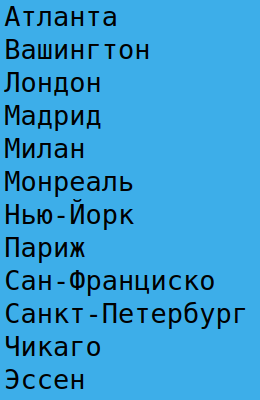 Атланта
Вашингтон
Лондон
Мадрид
Милан
Монреаль
Нью-Йорк
Париж
Сан-Франциско
Санкт-Петербург
Чикаго
Эссен